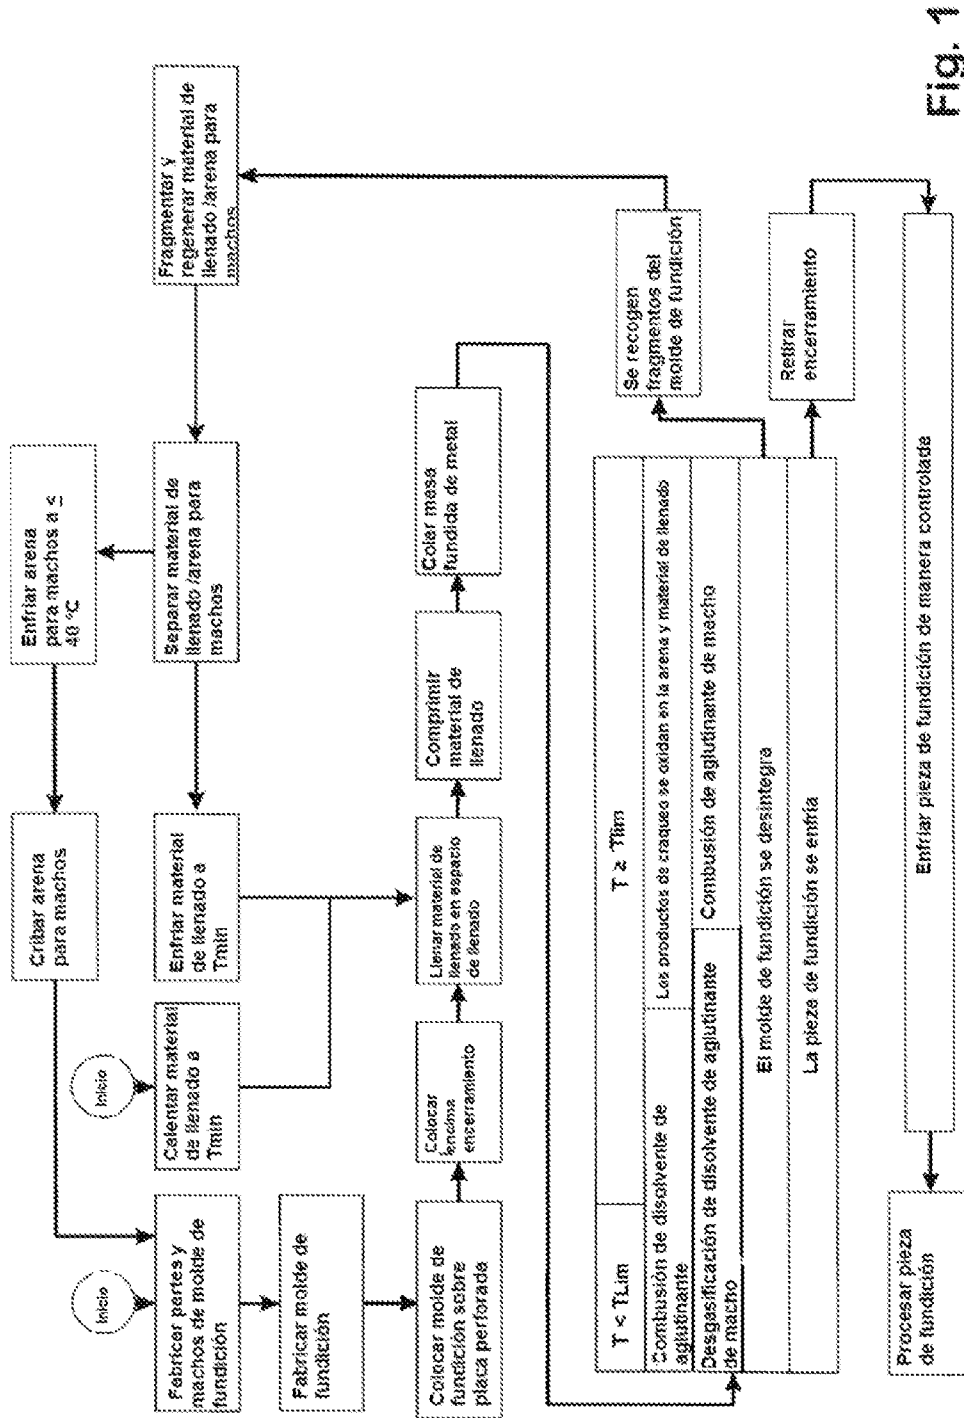 Inicio
Fabricar partes y
machos de molde de
fundición
Fabricar molde de
fundición
Colocar molde de
fundición sobre
placa perforada
Inicio
Calentar material
de llenado a
Tmin
Cribar arena
para machos
Enfriar arena
para machos a ≤
40 °C
Enfriar material
de llenado a
Tmin
Separar material de
llenado /arena para
machos
Fragmentar y
regenerar material de
llenado /arena para
machos
Colocar
encima
encerramiento
Llenar material de
llenado en espacio
de llenado
Comprimir
material de
llenado
Colar masa
fundida de metal
T < TLim
T ≥ Tlim
Combusión de disolvente de
aglutinante
Los productos de craqueo se oxidan en la arena y material de llenado
Desgasificación de disolvente de aglutinante
de macho
Combusión de aglutinante de macho
El molde de fundición se desintegra
La pieza de fundición se enfría
Se recogen
fragmentos del
molde de fundición
Retirar
encerramiento
Enfriar pieza de fundición de manera controlade
Procesar pieza
de fundición
Fig. 1